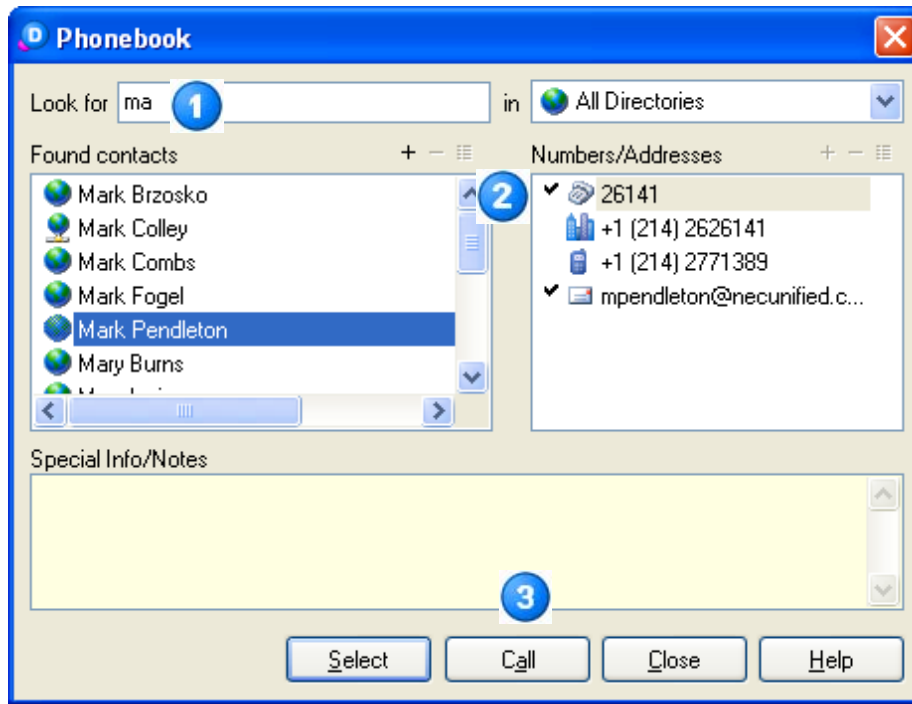 Phonebook
Look for ma 1 in All Directories
Found contacts
Numbers/Addresses
Mark Brzosko
Mark Colley
Mark Combs
Mark Fogel
Mark Pendleton
Mary Burns
2
26141
+1 (214) 2626141
+1 (214) 2771389
mpendleton@necunified.c...
Special Info/Notes
3
Select Call Close Help